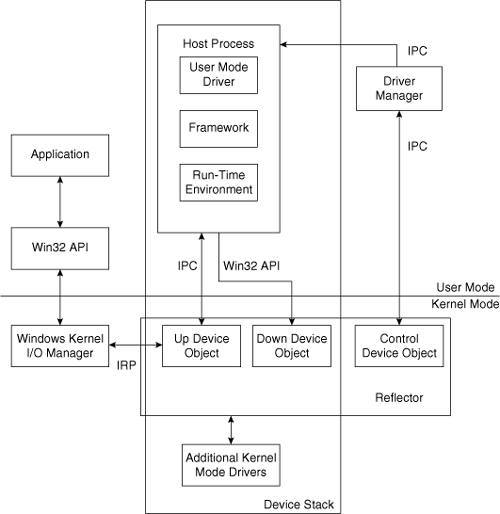 Host Process
User Mode
Driver
Framework
Run-Time
Environment
IPC
Driver
Manager
IPC
Application
Win32 API
IPC
Win32 API
User Mode
Kernel Mode
Windows Kernel
I/O Manager
IRP
Up Device
Object
Down Device
Object
Control
Device Object
Reflector
Additional Kernel
Mode Drivers
Device Stack